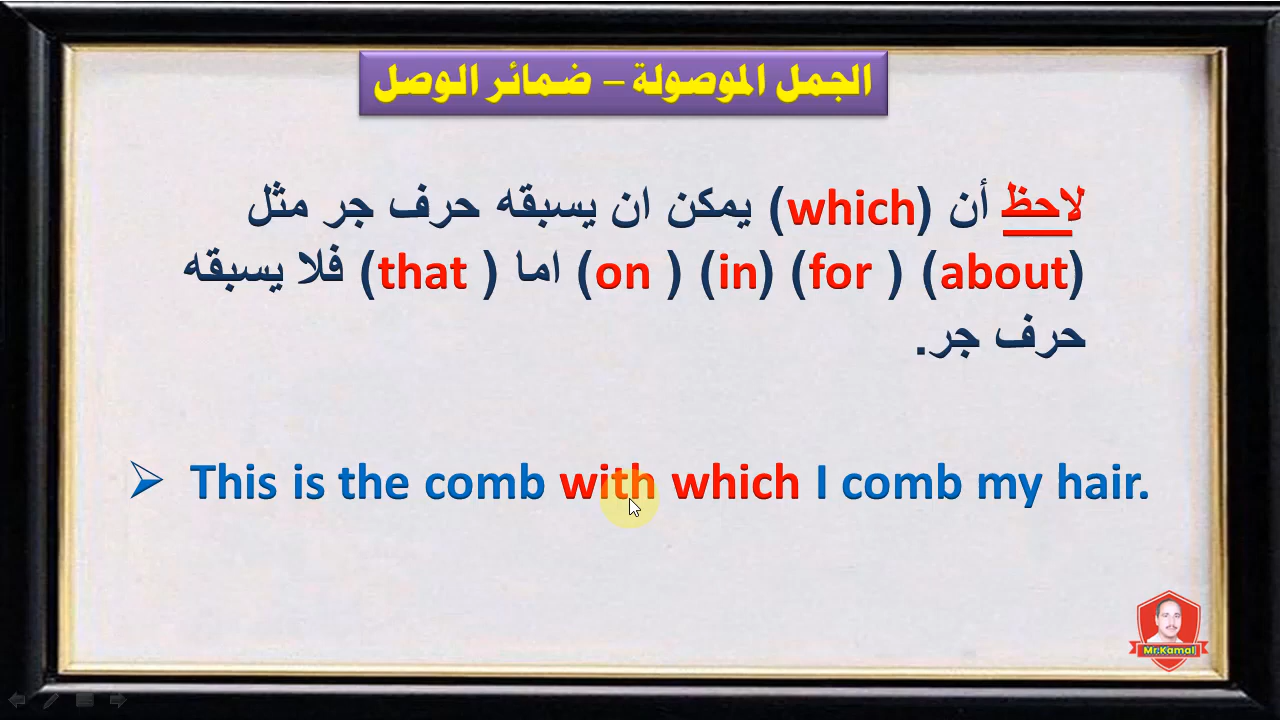 الجمل الموصولة – ضمائر الوصل
لاحظ أن (which) يمكن ان يسبقه حرف جر مثل
(about) ( for) (in) ( on) اما ( that) فلا يسبقه
حرف جر.
➢ This is the comb with which I comb my hair.
Mr.Kamal